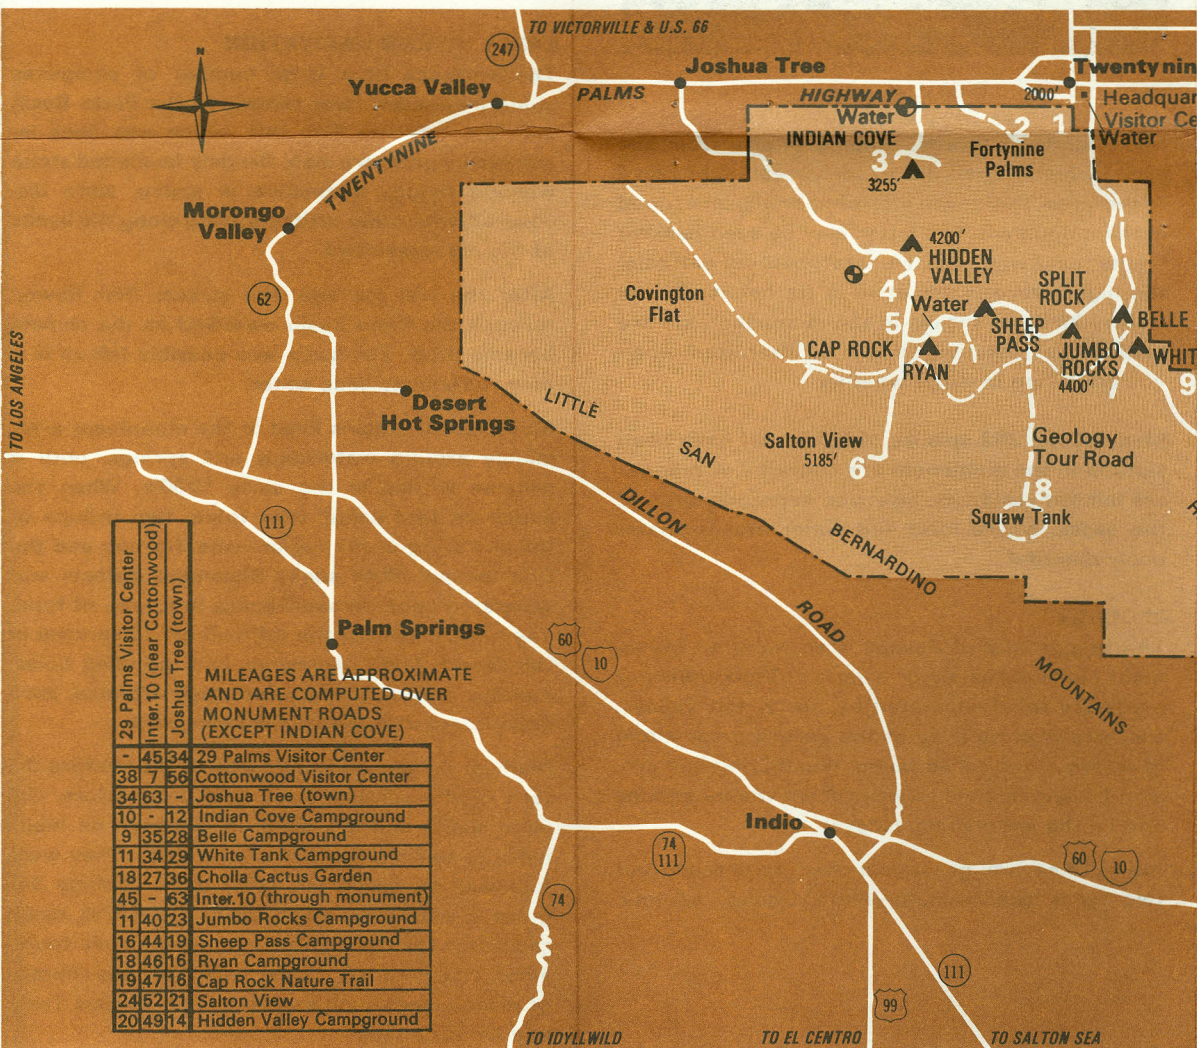 TO VICTORVILLE & U.S. 66
247
N
Joshua Tree
Yucca Valley
PALMS
HIGHWAY
Water
INDIAN COVE
3
3255'
2000'
2
1
Fortynine
Palms
Water
TWENTYNINE
Morongo
Valley
62
4200'
HIDDEN
VALLEY
4
5
Water
SPLIT
ROCK
BELLE
SHEEP
PASS
7
CAP ROCK
RYAN
JUMBO
ROCKS
4400'
9
Covington
Flat
TO LOS ANGELES
Desert
Hot Springs
LITTLE
SAN
BERNARDINO
MOUNTAINS
Salton View
5185'
6
Geology
Tour Road
8
Squaw Tank
DILLON
ROAD
111
Palm Springs
60
10
29 Palms Visitor Center
Inter.10 (near Cottonwood)
Joshua Tree (town)
MILEAGES ARE APPROXIMATE
AND ARE COMPUTED OVER
MONUMENT ROADS
(EXCEPT INDIAN COVE)
- 45 34 29 Palms Visitor Center
38 7 56 Cottonwood Visitor Center
34 63 - Joshua Tree (town)
10 - 12 Indian Cove Campground
9 35 28 Belle Campground
11 34 29 White Tank Campground
18 27 36 Cholla Cactus Garden
45 - 63 Inter.10 (through monument)
11 40 23 Jumbo Rocks Campground
16 44 19 Sheep Pass Campground
18 46 16 Ryan Campground
19 47 16 Cap Rock Nature Trail
24 52 21 Salton View
20 49 14 Hidden Valley Campground
Indio
74
111
60
10
74
111
99
TO IDYLLWILD
TO EL CENTRO
TO SALTON SEA